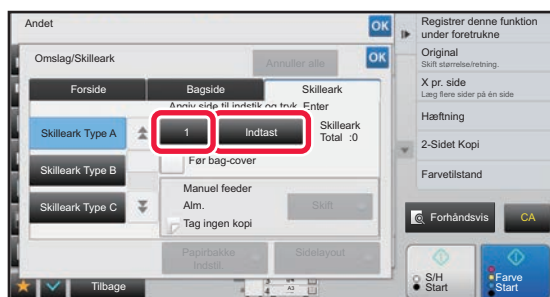 Andet
OK
Omslag/Skilleark
Annuller alle
OK
Forside
Bagside
Skilleark
Angiv side til indstik og tryk Enter
Skilleark Type A
1
Indtast
Skilleark
Total :0
Skilleark Type B
Før bag-cover
Skilleark Type C
Manuel feeder
Alm.
Tag ingen kopi
Skift
Papirbakke
Indstil.
Sidelayout
Tilbage
3
4
A3
Registrer denne funktion
under foretrukne
Original
Skift størrelse/retning.
X pr. side
Læg flere sider på én side
Hæftning
2-Sidet Kopi
Farvetilstand
Forhåndsvis
CA
S/H
Start
Farve
Start